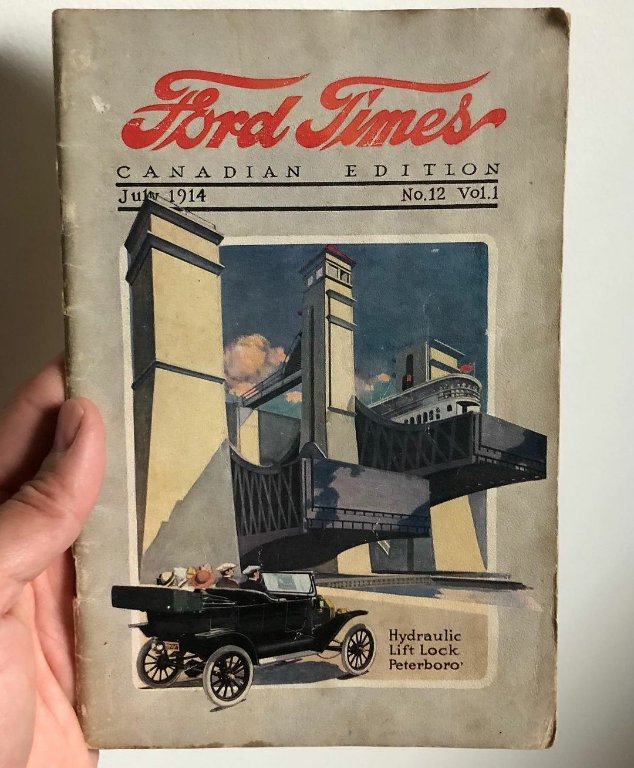 Ford Times
CANADIAN EDITION
July 1914 No.12 Vol.1
Hydraulic
Lift Lock
Peterboro'